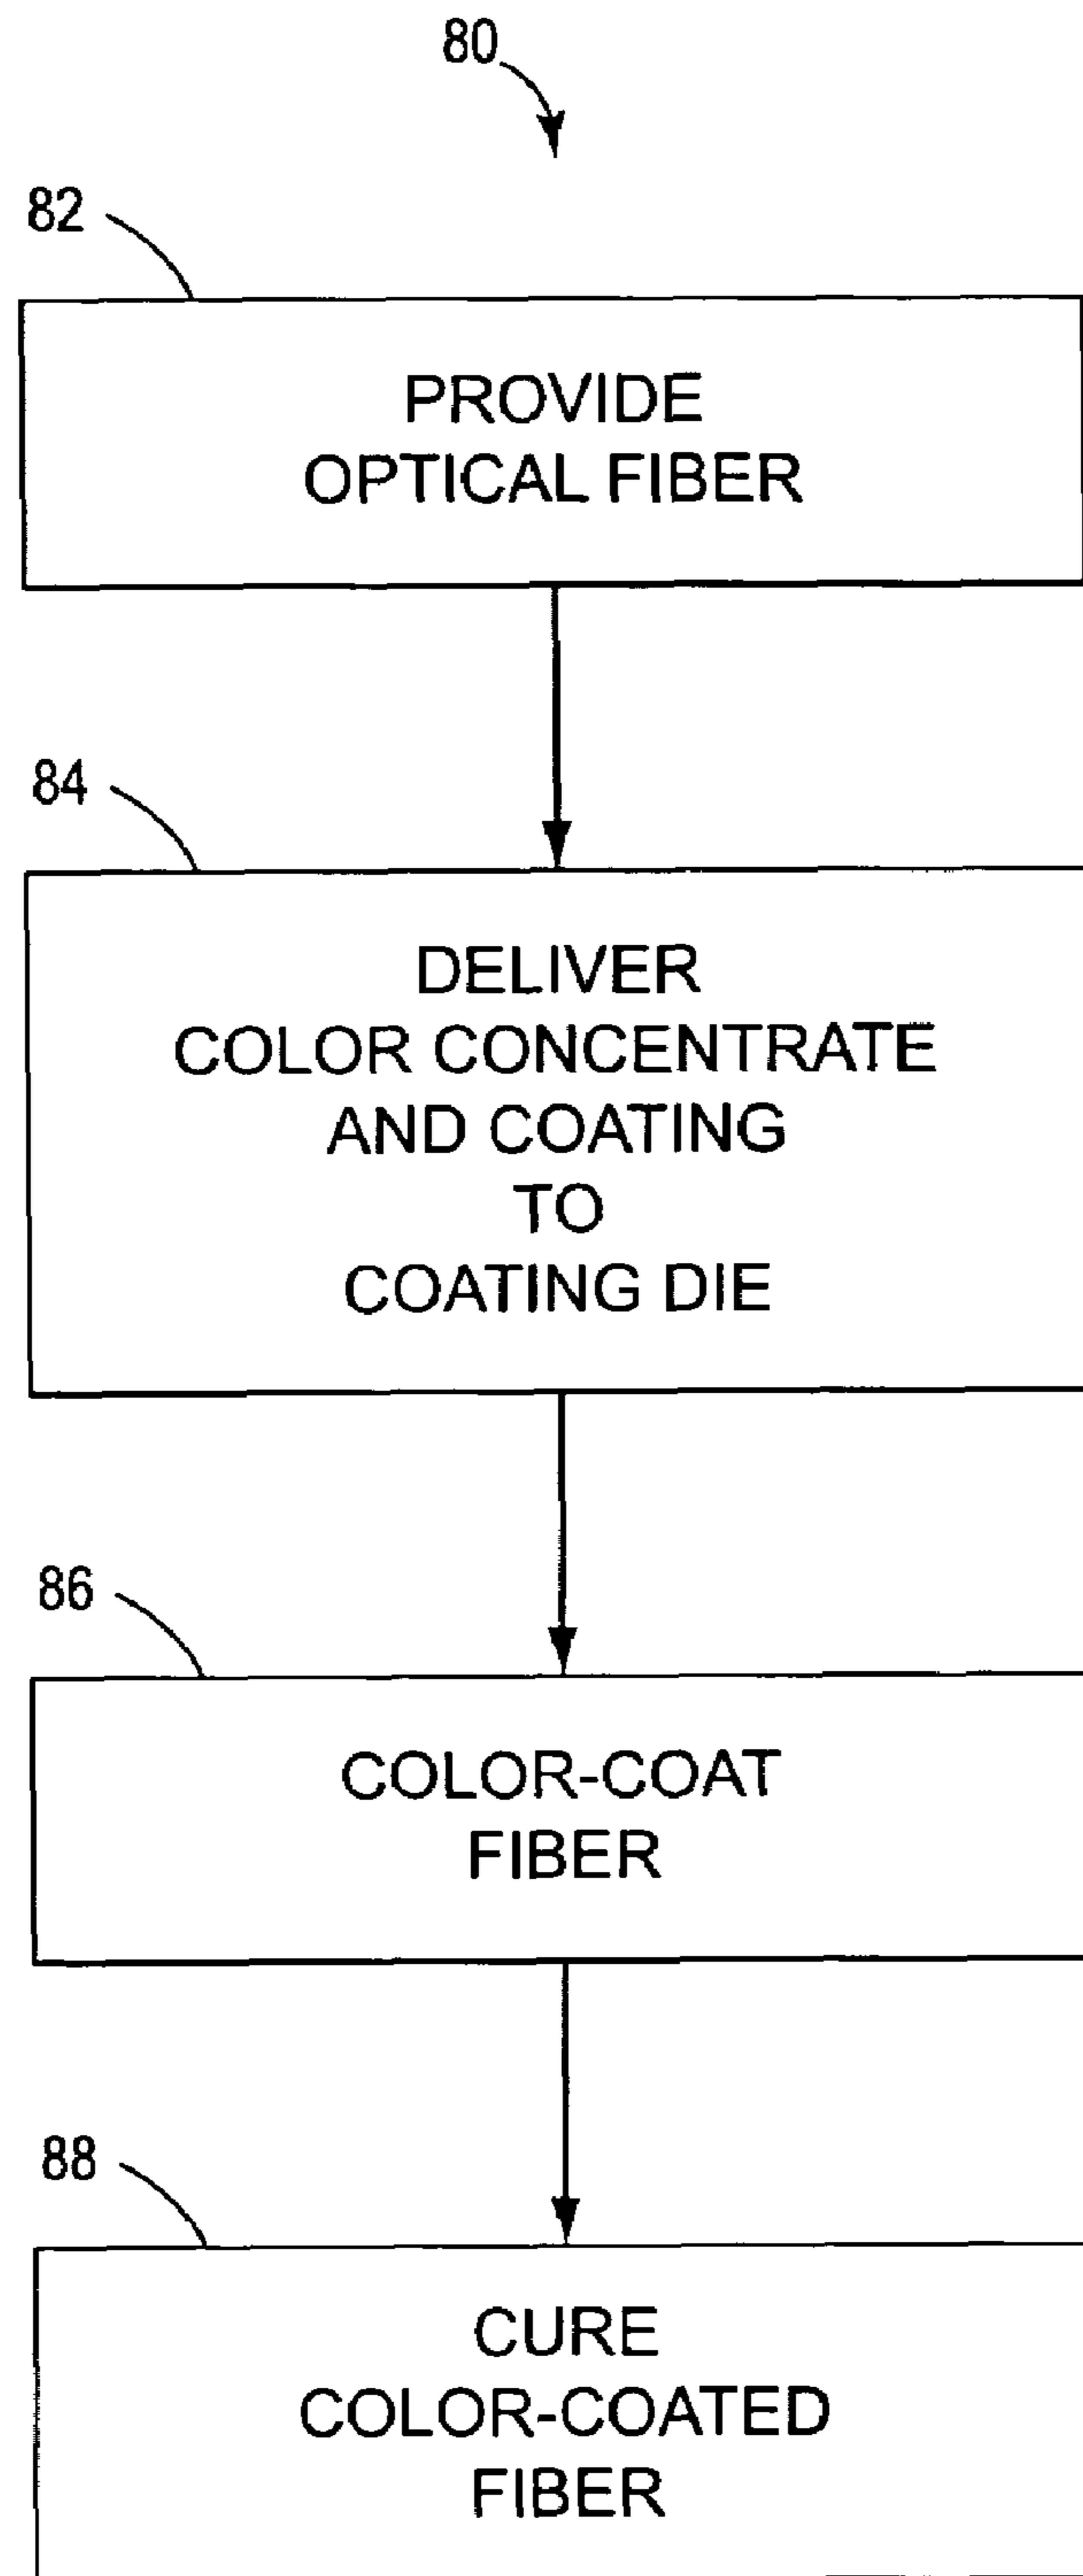 80
82
PROVIDE
OPTICAL FIBER
84
DELIVER
COLOR CONCENTRATE
AND COATING
TO
COATING DIE
86
COLOR-COAT
FIBER
88
CURE
COLOR-COATED
FIBER